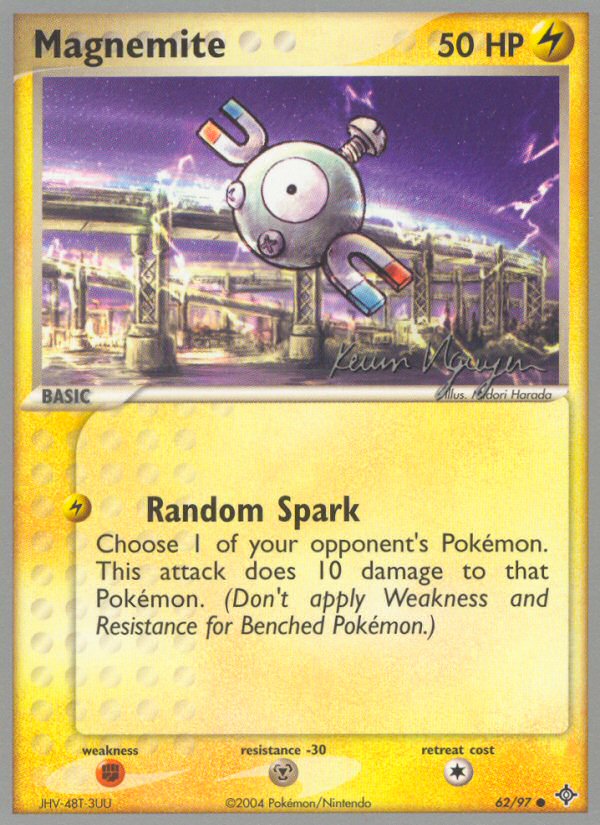 Magnemite 50 HP
Kevin Nguyen
BASIC
Illus. Midori Harada
Random Spark
Choose 1 of your opponent's Pokémon.
This attack does 10 damage to that
Pokémon. (Don't apply Weakness and
Resistance for Benched Pokémon.)
weakness resistance -30 retreat cost
JHV-48T-3UU ©2004 Pokémon/Nintendo 62/97